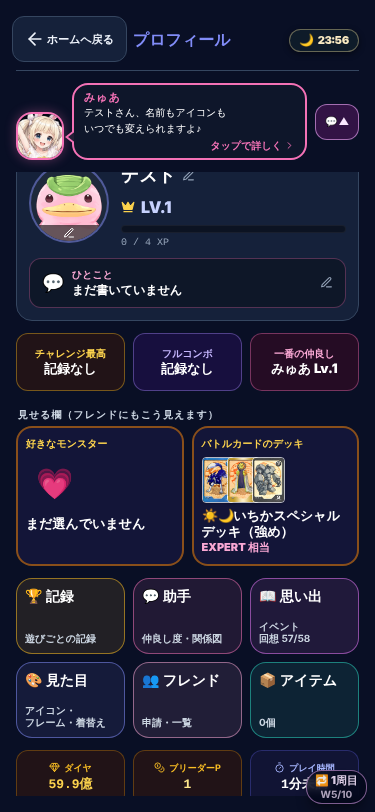 ホームへ戻る
プロフィール
🌙 23:56
みゅあ
テストさん、名前もアイコンも
いつでも変えられますよ♪
タップで詳しく >
💬▲
テスト
LV.1
0 / 4 XP
ひとこと
まだ書いていません
チャレンジ最高
記録なし
フルコンボ
記録なし
一番の仲良し
みゅあ Lv.1
見せる欄（フレンドにもこう見えます）
好きなモンスター
まだ選んでいません
バトルカードのデッキ
☀️🌙いちかスペシャル
デッキ（強め）
EXPERT 相当
🏆 記録
遊びごとの記録
💬 助手
仲良し度・関係図
📖 思い出
イベント
回想 57/58
🎨 見た目
アイコン・
フレーム・着替え
👥 フレンド
申請・一覧
📦 アイテム
0個
ダイヤ
59.9億
ブリーダーP
1
プレイ時間
1分
🔁 1周目
W5/10